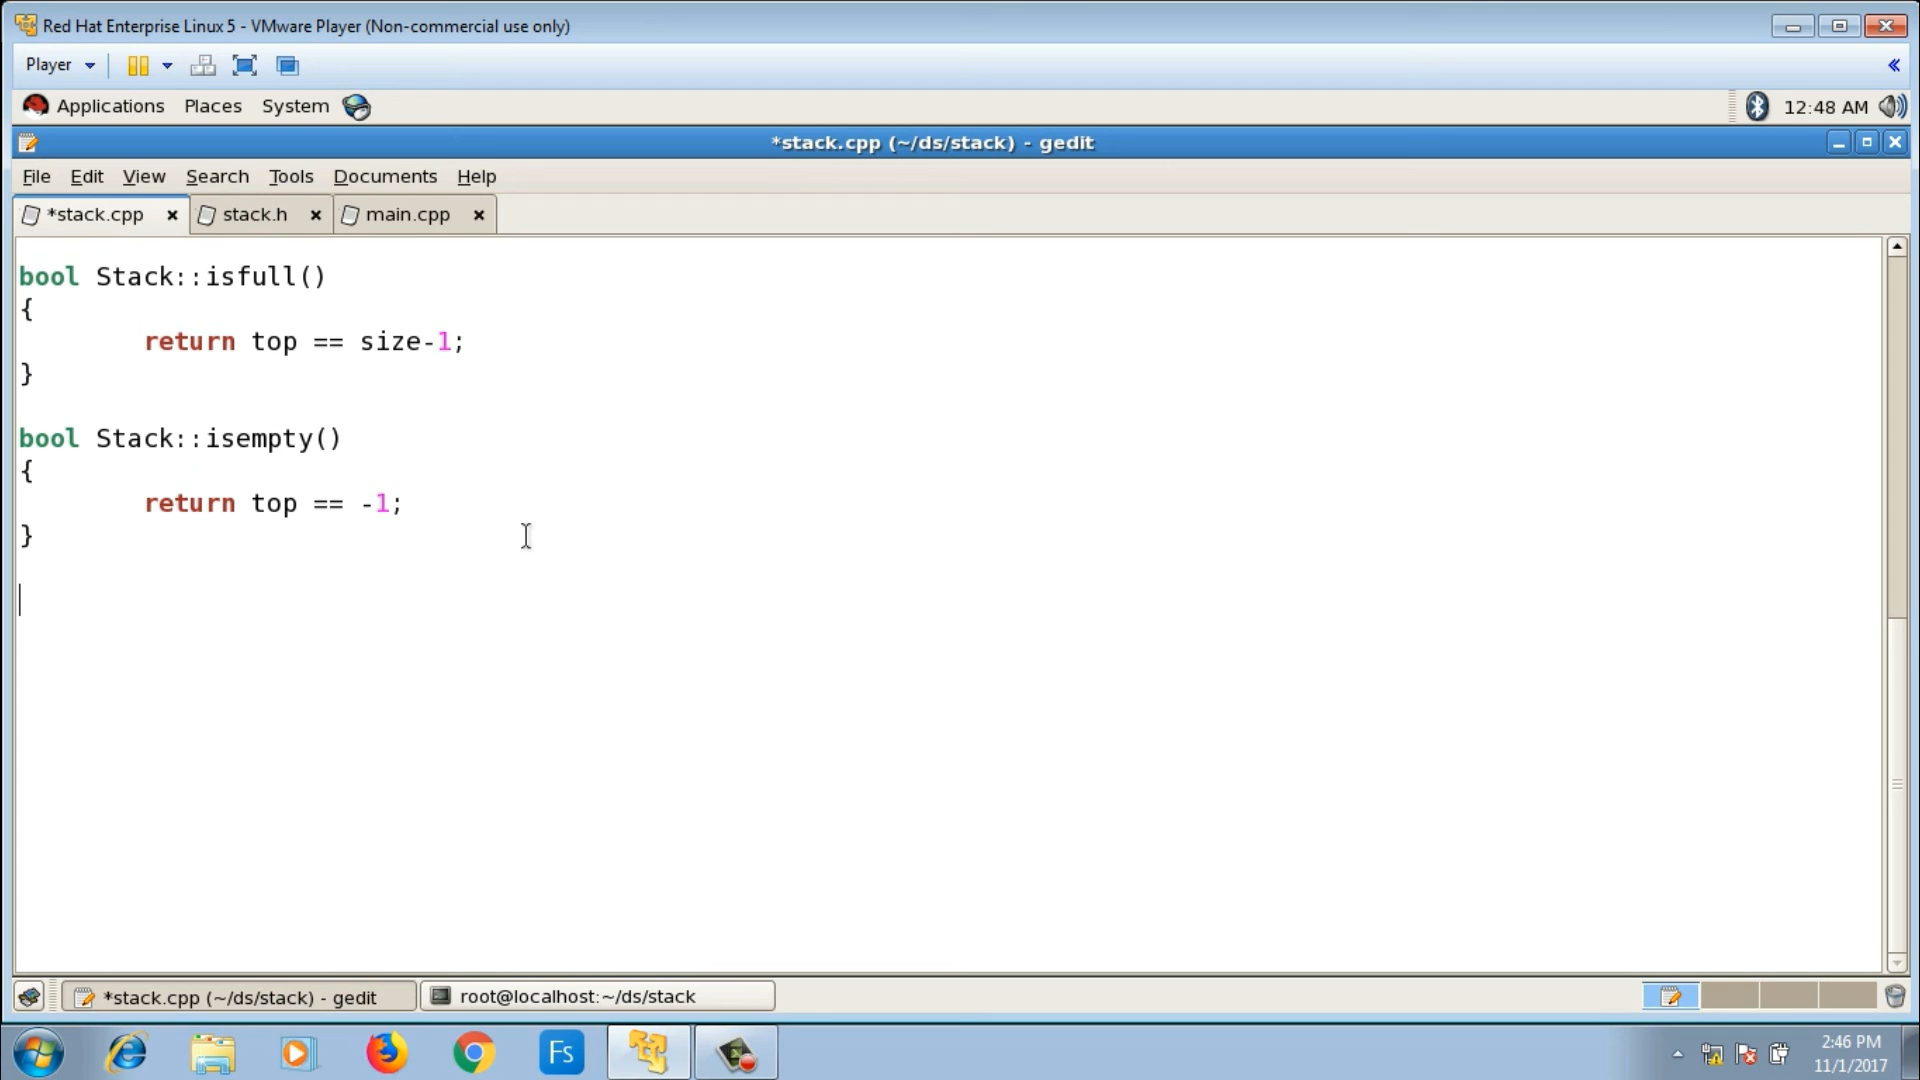 Red Hat Enterprise Linux 5 - VMware Player (Non-commercial use only)
Player
Applications Places System 12:48 AM
*stack.cpp (~/ds/stack) - gedit
File Edit View Search Tools Documents Help
*stack.cpp stack.h main.cpp
bool Stack::isfull()
{
return top == size-1;
}
bool Stack::isempty()
{
return top == -1;
}
*stack.cpp (~/ds/stack) - gedit root@localhost:~/ds/stack
Fs
2:46 PM
11/1/2017